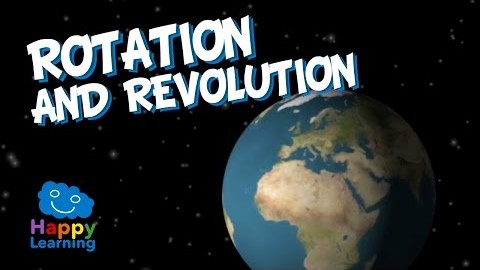 ROTATION
AND REVOLUTION
Happy
Learning